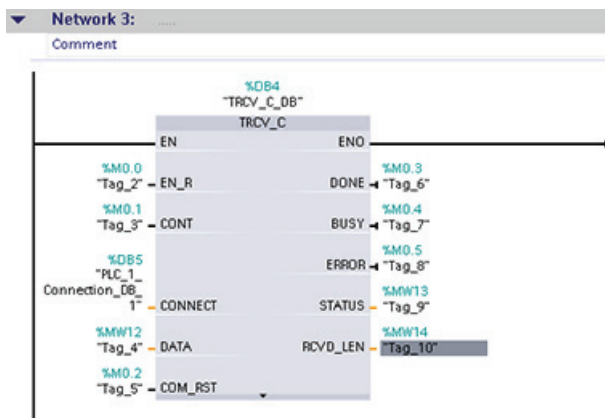 Network 3: .....
Comment
%DB4
"TRCV_C_DB"
TRCV_C
EN ENO
%M0.0 %M0.3
"Tag_2" EN_R DONE "Tag_6"
%M0.1 %M0.4
"Tag_3" CONT BUSY "Tag_7"
%M0.5
%DB5 ERROR "Tag_8"
"PLC_1_
Connection_DB_ %MW13
1" CONNECT STATUS "Tag_9"
%MW12 %MW14
"Tag_4" DATA RCVD_LEN "Tag_10"
%M0.2
"Tag_5" COM_RST